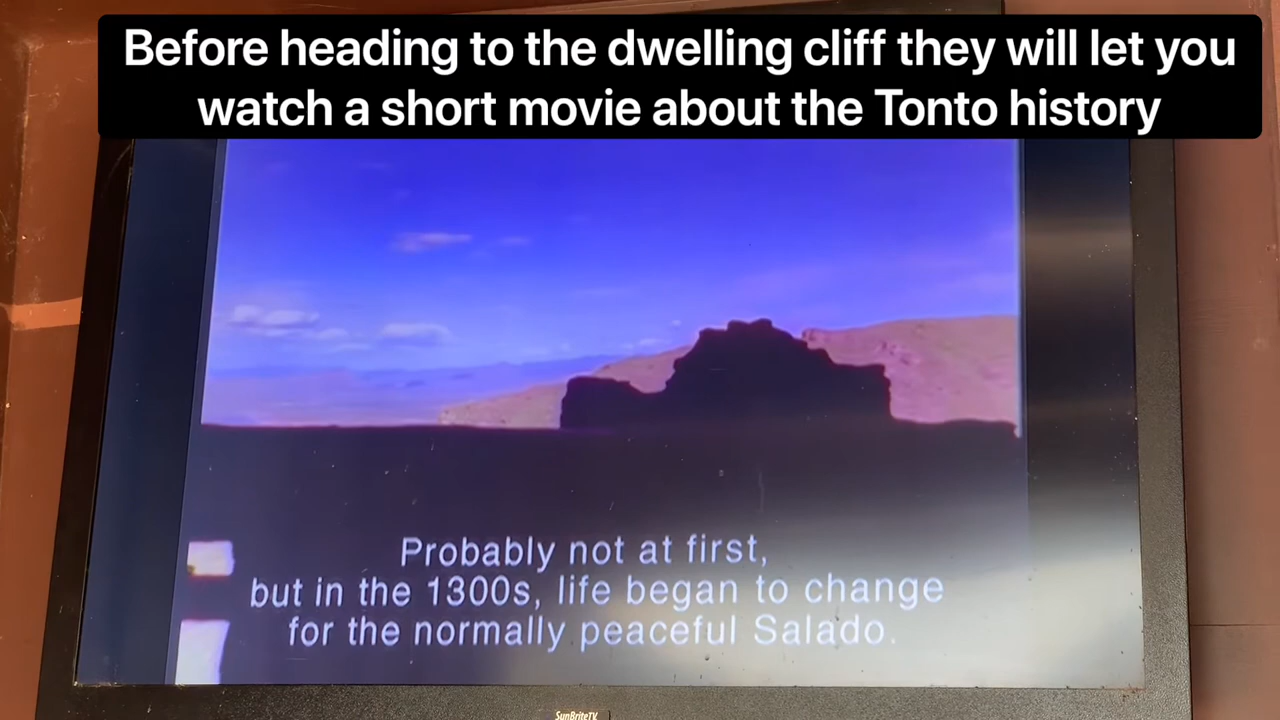 Before heading to the dwelling cliff they will let you
watch a short movie about the Tonto history
Probably not at first,
but in the 1300s, life began to change
for the normally peaceful Salado.
SunBriteTV